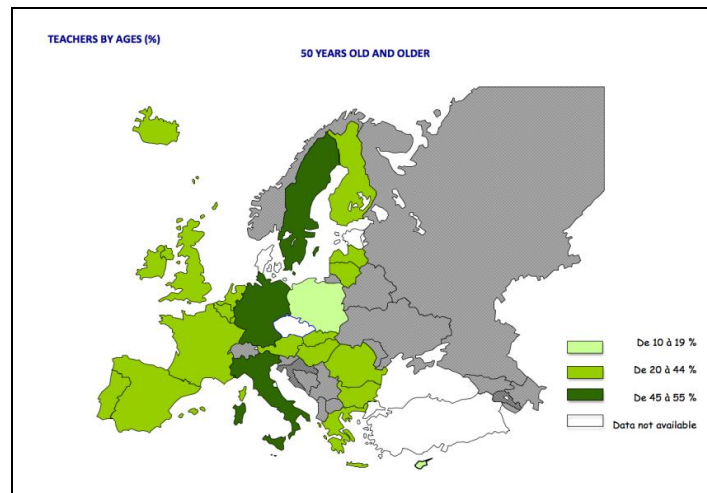 TEACHERS BY AGES (%)
50 YEARS OLD AND OLDER
De 10 à 19 %
De 20 à 44 %
De 45 à 55 %
Data not available